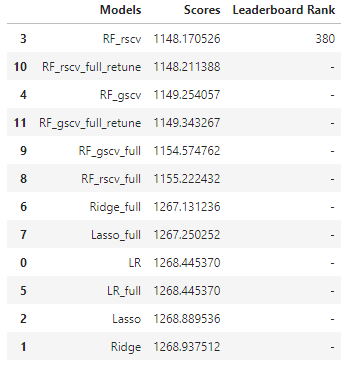 Models Scores Leaderboard Rank
3 RF_rscv 1148.170526 380
10 RF_rscv_full_retune 1148.211388 -
4 RF_gscv 1149.254057 -
11 RF_gscv_full_retune 1149.343267 -
9 RF_gscv_full 1154.574762 -
8 RF_rscv_full 1155.222432 -
6 Ridge_full 1267.131236 -
7 Lasso_full 1267.250252 -
0 LR 1268.445370 -
5 LR_full 1268.445370 -
2 Lasso 1268.889536 -
1 Ridge 1268.937512 -